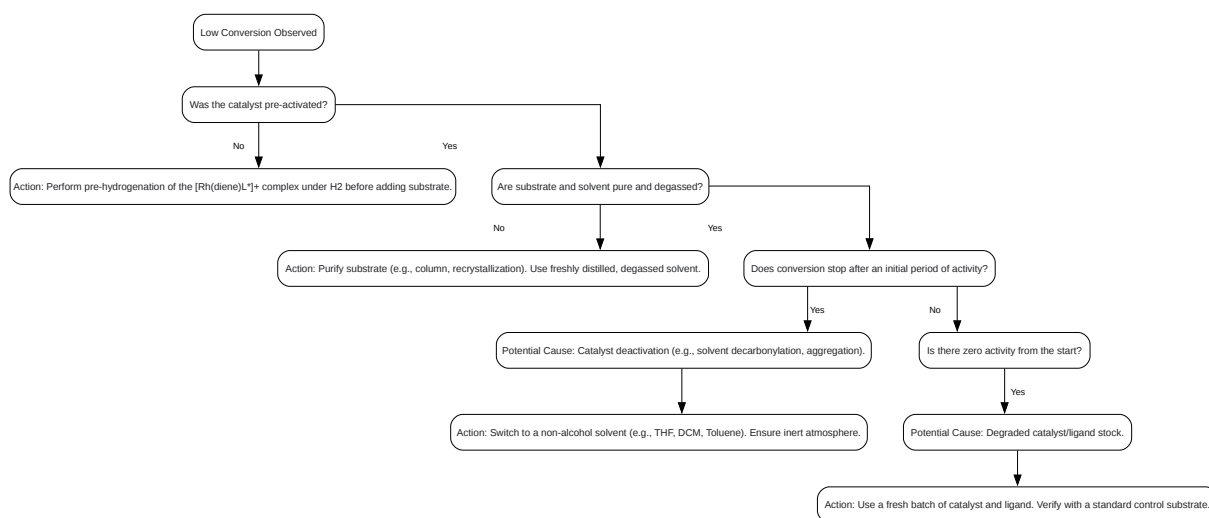 Low Conversion Observed
Was the catalyst pre-activated?
No
Yes
Action: Perform pre-hydrogenation of the [Rh(diene)L*]+ complex under H2 before adding substrate.
Are substrate and solvent pure and degassed?
No
Yes
Action: Purify substrate (e.g., column, recrystallization). Use freshly distilled, degassed solvent.
Does conversion stop after an initial period of activity?
Yes
No
Potential Cause: Catalyst deactivation (e.g., solvent decarbonylation, aggregation).
Is there zero activity from the start?
Yes
Action: Switch to a non-alcohol solvent (e.g., THF, DCM, Toluene). Ensure inert atmosphere.
Potential Cause: Degraded catalyst/ligand stock.
Action: Use a fresh batch of catalyst and ligand. Verify with a standard control substrate.